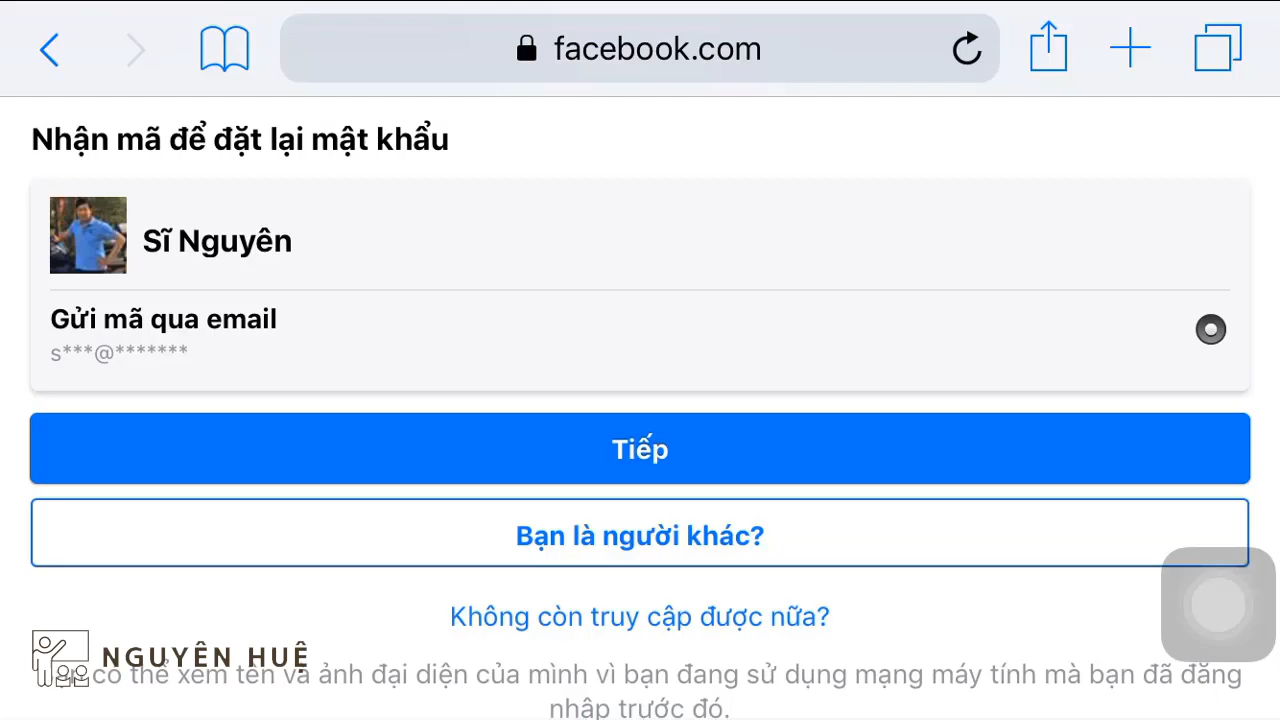 facebook.com
Nhận mã để đặt lại mật khẩu
Sĩ Nguyên
Gửi mã qua email
s***@*******
Tiếp
Bạn là người khác?
Không còn truy cập được nữa?
NGUYÊN HUỆ
có thể xem tên và ảnh đại diện của mình vì bạn đang sử dụng mạng máy tính mà bạn đã đăng
nhập trước đó.